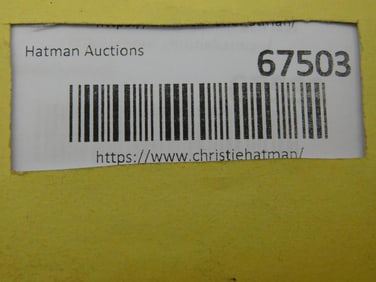 Hatman Auctions
67503
https://www.christiehatman/